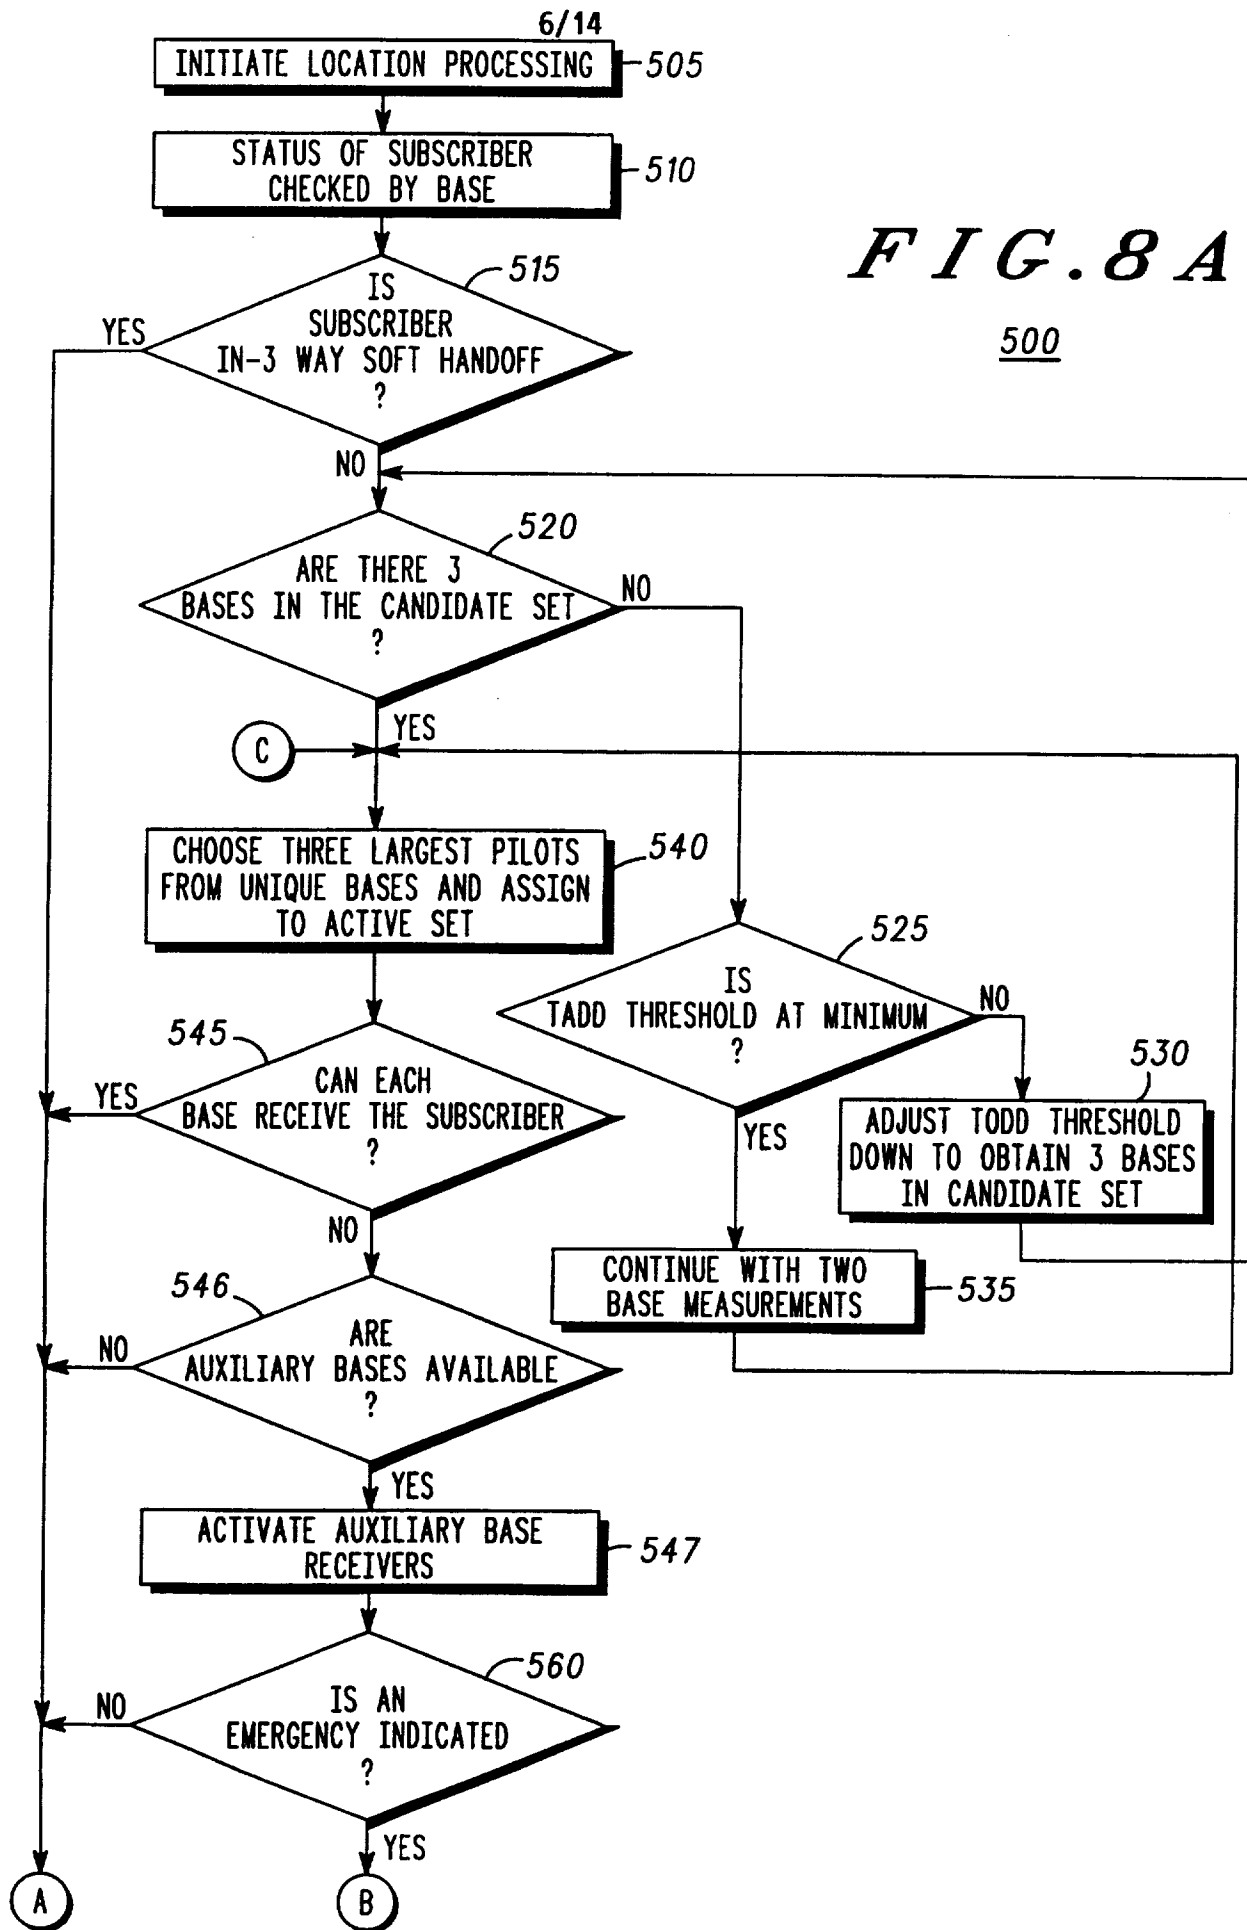 6/14
INITIATE LOCATION PROCESSING
505
STATUS OF SUBSCRIBER
CHECKED BY BASE
510
FIG. 8A
500
515
IS
SUBSCRIBER
IN-3 WAY SOFT HANDOFF
?
YES
NO
520
ARE THERE 3
BASES IN THE CANDIDATE SET
?
NO
YES
C
CHOOSE THREE LARGEST PILOTS
FROM UNIQUE BASES AND ASSIGN
TO ACTIVE SET
540
525
IS
TADD THRESHOLD AT MINIMUM
?
NO
YES
530
ADJUST TODD THRESHOLD
DOWN TO OBTAIN 3 BASES
IN CANDIDATE SET
545
CAN EACH
BASE RECEIVE THE SUBSCRIBER
?
YES
NO
CONTINUE WITH TWO
BASE MEASUREMENTS
535
546
ARE
AUXILIARY BASES AVAILABLE
?
NO
YES
ACTIVATE AUXILIARY BASE
RECEIVERS
547
560
IS AN
EMERGENCY INDICATED
?
NO
YES
A
B